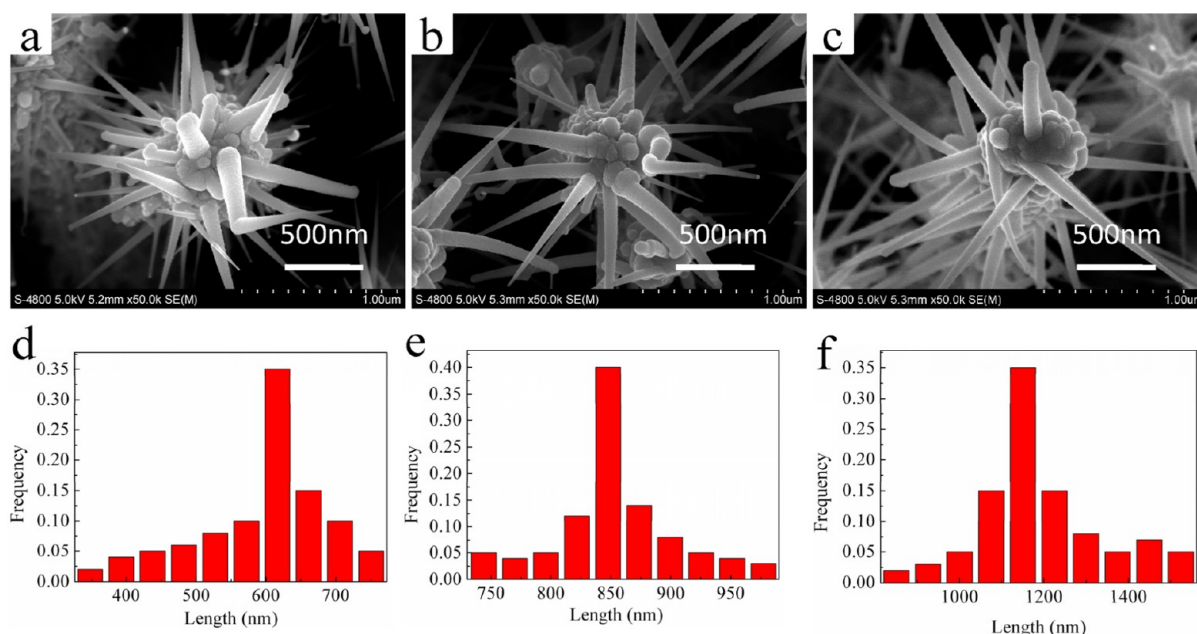 a
500nm
S-4800 5.0kV 5.2mm x50.0k SE(M) 1.00um
b
500nm
S-4800 5.0kV 5.3mm x50.0k SE(M) 1.00um
c
500nm
S-4800 5.0kV 5.3mm x50.0k SE(M) 1.00um
d
0.35
0.30
0.25
0.20
0.15
0.10
0.05
0.00
Frequency
400 500 600 700
Length (nm)
e
0.40
0.35
0.30
0.25
0.20
0.15
0.10
0.05
0.00
Frequency
750 800 850 900 950
Length (nm)
f
0.35
0.30
0.25
0.20
0.15
0.10
0.05
0.00
Frequency
1000 1200 1400
Length (nm)